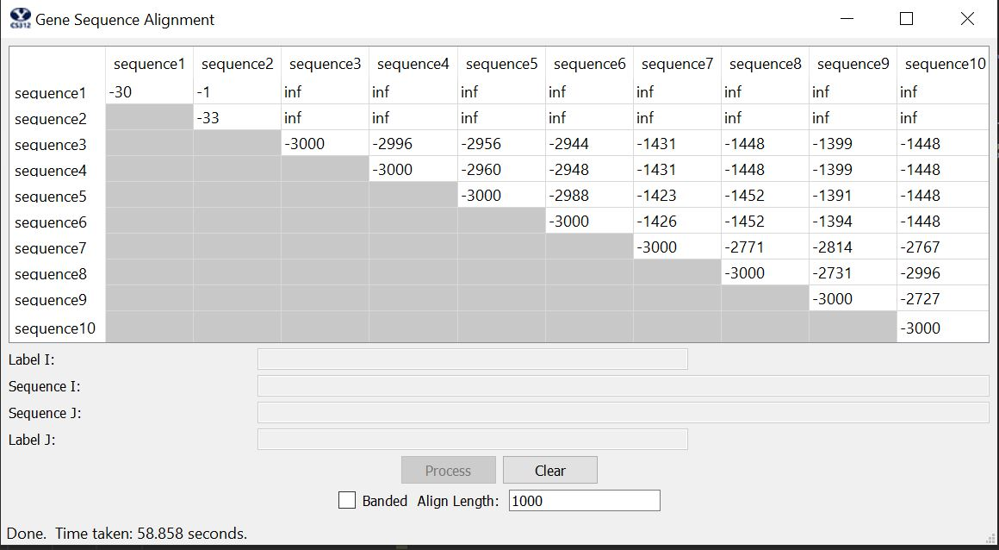 CS312 Gene Sequence Alignment
sequence1 sequence2 sequence3 sequence4 sequence5 sequence6 sequence7 sequence8 sequence9 sequence10
sequence1 -30 -1 inf inf inf inf inf inf inf inf
sequence2 -33 inf inf inf inf inf inf inf inf
sequence3 -3000 -2996 -2956 -2944 -1431 -1448 -1399 -1448
sequence4 -3000 -2960 -2948 -1431 -1448 -1399 -1448
sequence5 -3000 -2988 -1423 -1452 -1391 -1448
sequence6 -3000 -1426 -1452 -1394 -1448
sequence7 -3000 -2771 -2814 -2767
sequence8 -3000 -2731 -2996
sequence9 -3000 -2727
sequence10 -3000
Label I:
Sequence I:
Sequence J:
Label J:
Process Clear
Banded Align Length: 1000
Done. Time taken: 58.858 seconds.